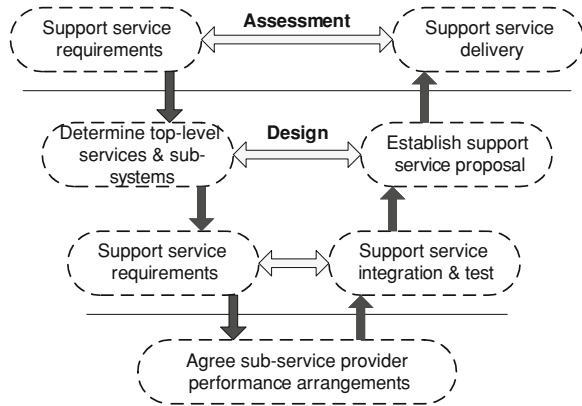 Support service
requirements
Assessment
Support service
delivery
Determine top-level
services & sub-
systems
Design
Establish support
service proposal
Support service
requirements
Support service
integration & test
Agree sub-service provider
performance arrangements